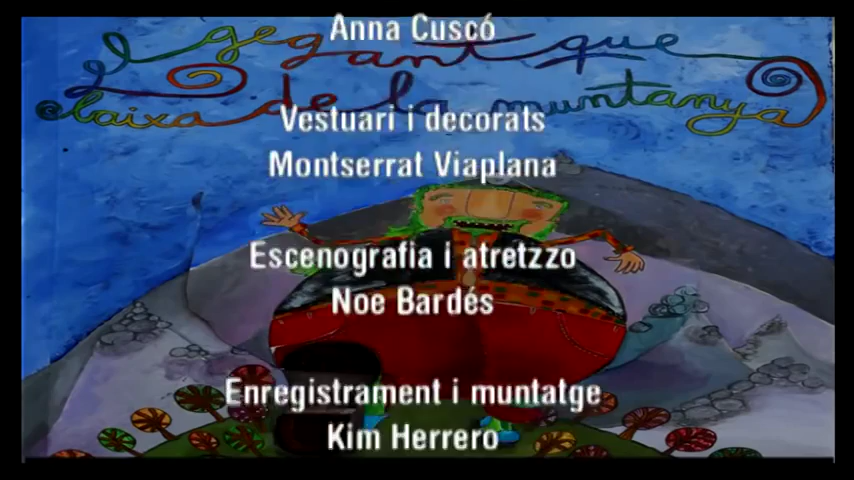 Anna Cuscó
el gegant que
baixa de la muntanya
Vestuari i decorats
Montserrat Viaplana
Escenografia i atretzzo
Noe Bardés
Enregistrament i muntatge
Kim Herrero